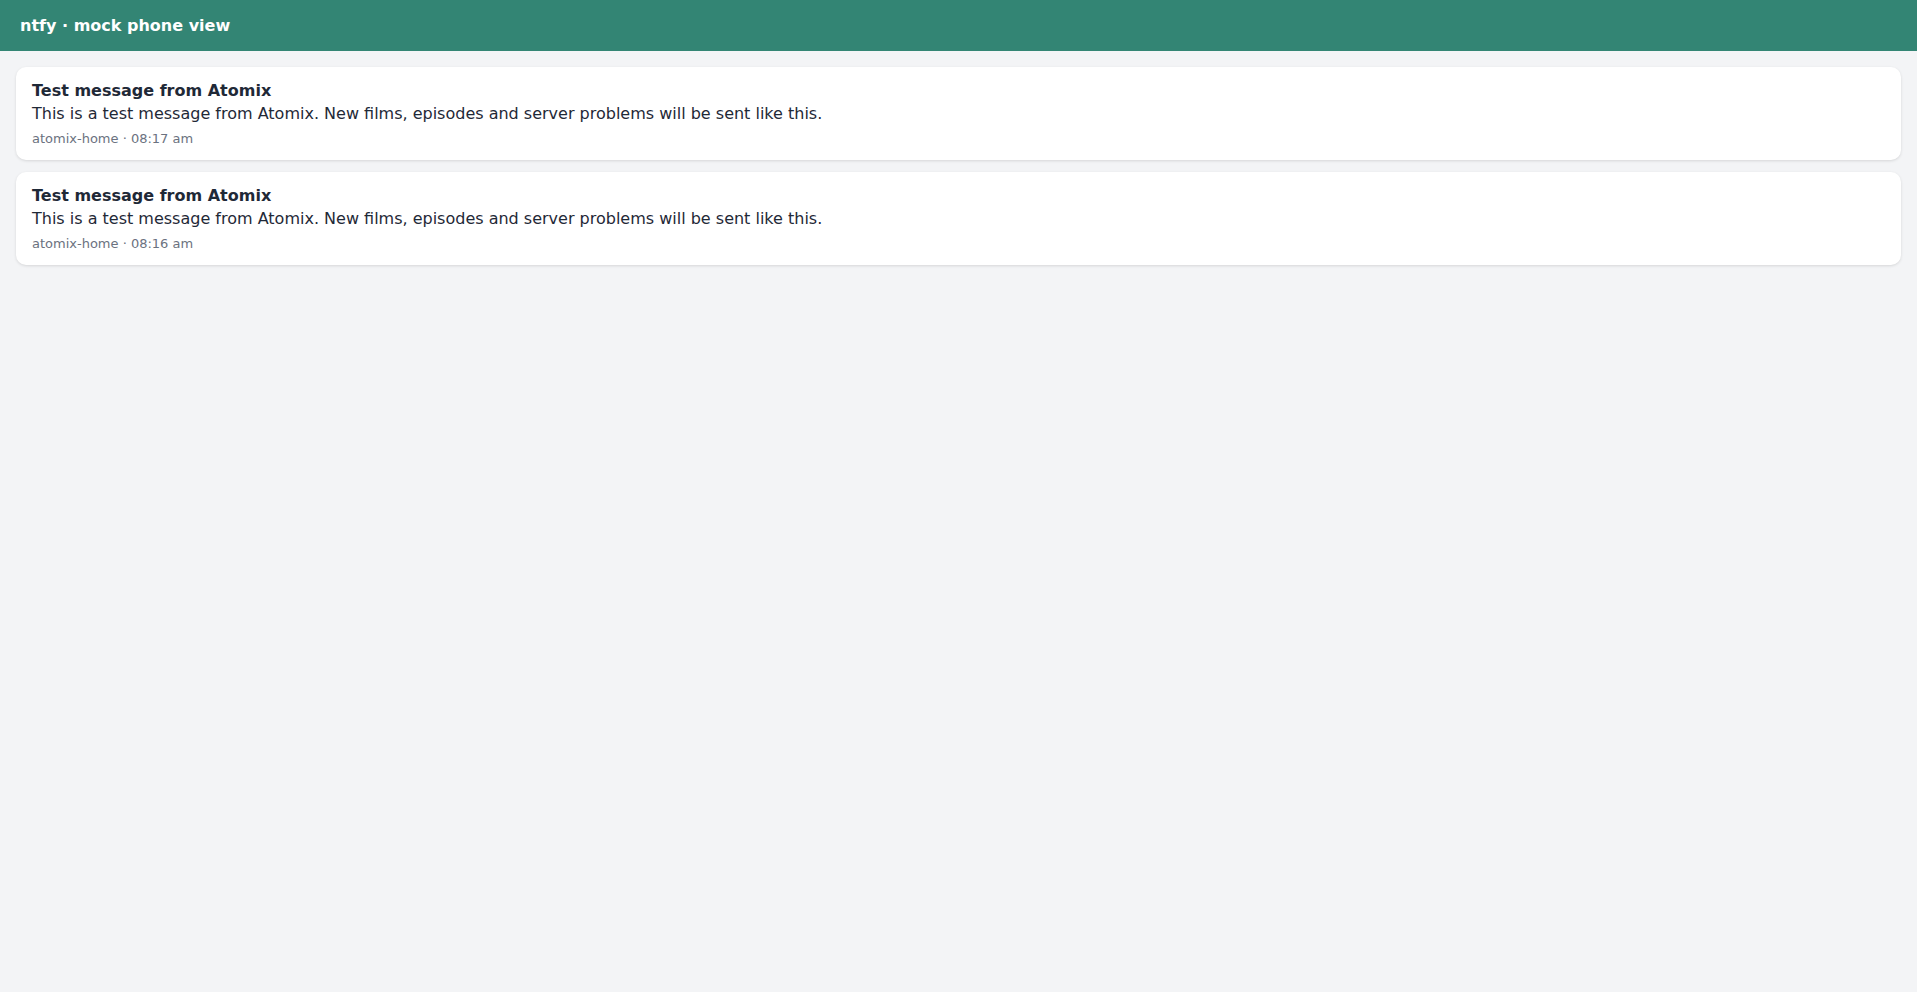 ntfy · mock phone view
Test message from Atomix
This is a test message from Atomix. New films, episodes and server problems will be sent like this.
atomix-home · 08:17 am
Test message from Atomix
This is a test message from Atomix. New films, episodes and server problems will be sent like this.
atomix-home · 08:16 am